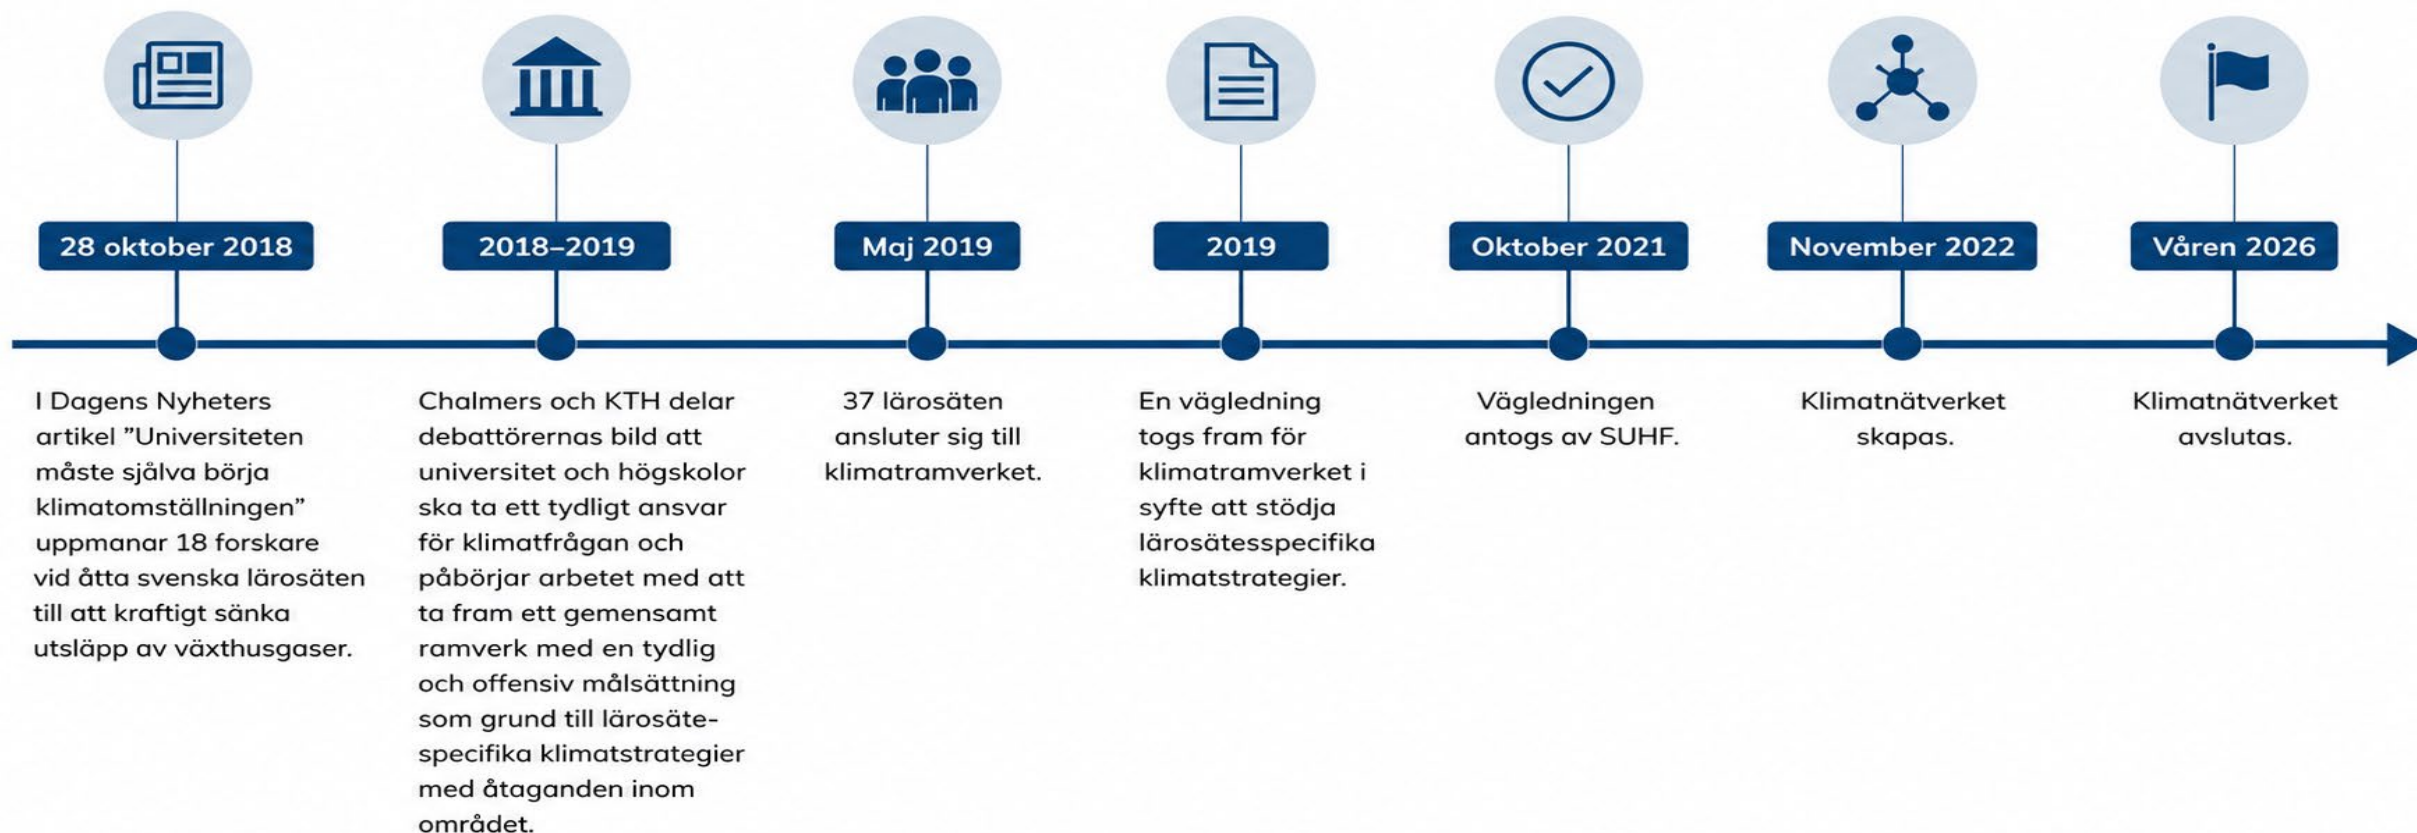 28 oktober 2018
I Dagens Nyheters
artikel ”Universiteten
måste själva börja
klimatomställningen”
uppmanar 18 forskare
vid åtta svenska lärosäten
till att kraftigt sänka
utsläpp av växthusgaser.
2018–2019
Chalmers och KTH delar
debattörernas bild att
universitet och högskolor
ska ta ett tydligt ansvar
för klimatfrågan och
påbörjar arbetet med att
ta fram ett gemensamt
ramverk med en tydlig
och offensiv målsättning
som grund till lärosäte-
specifika klimatstrategier
med åtaganden inom
området.
Maj 2019
37 lärosäten
ansluter sig till
klimatramverket.
2019
En vägledning
togs fram för
klimatramverket i
syfte att stödja
lärosätesspecifika
klimatstrategier.
Oktober 2021
Vägledningen
antogs av SUHF.
November 2022
Klimatnätverket
skapas.
Våren 2026
Klimatnätverket
avslutas.